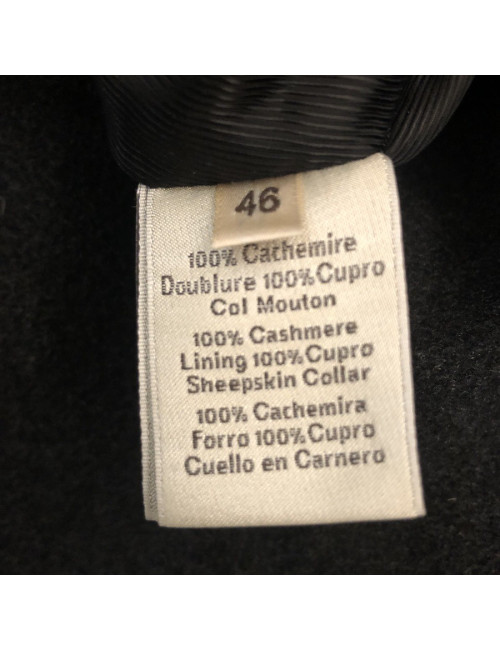 46
100% Cachemire
Doublure 100% Cupro
Col Mouton
100% Cashmere
Lining 100% Cupro
Sheepskin Collar
100% Cachemira
Forro 100% Cupro
Cuello en Carnero